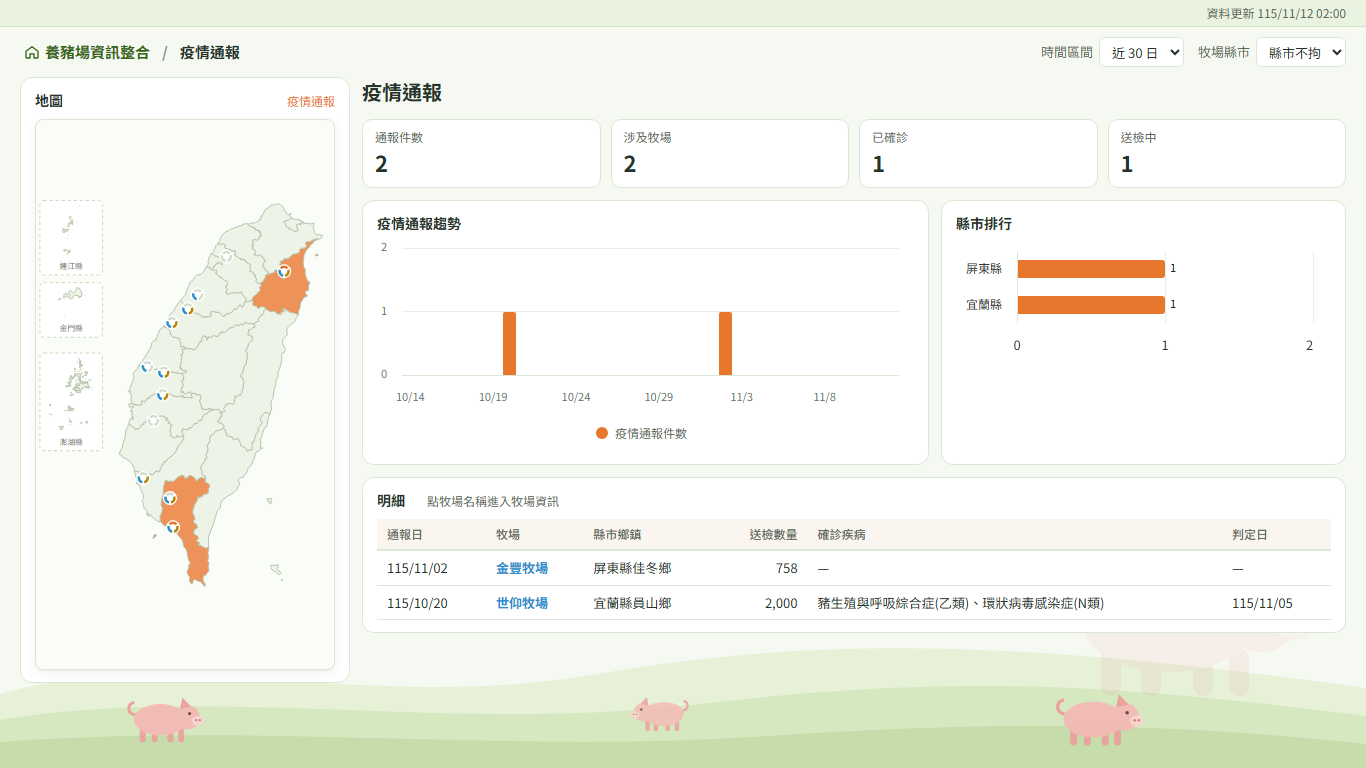 資料更新 115/11/12 02:00
養豬場資訊整合 / 疫情通報
時間區間 近 30 日 牧場縣市 縣市不拘
地圖 疫情通報
連江縣
金門縣
澎湖縣
疫情通報
通報件數
2
涉及牧場
2
已確診
1
送檢中
1
疫情通報趨勢
2
1
0
10/14 10/19 10/24 10/29 11/3 11/8
疫情通報件數
縣市排行
屏東縣 1
宜蘭縣 1
0 1 2
明細 點牧場名稱進入牧場資訊
通報日 牧場 縣市鄉鎮 送檢數量 確診疾病 判定日
115/11/02 金豐牧場 屏東縣佳冬鄉 758 — —
115/10/20 世仰牧場 宜蘭縣員山鄉 2,000 豬生殖與呼吸綜合症(乙類)、環狀病毒感染症(N類) 115/11/05